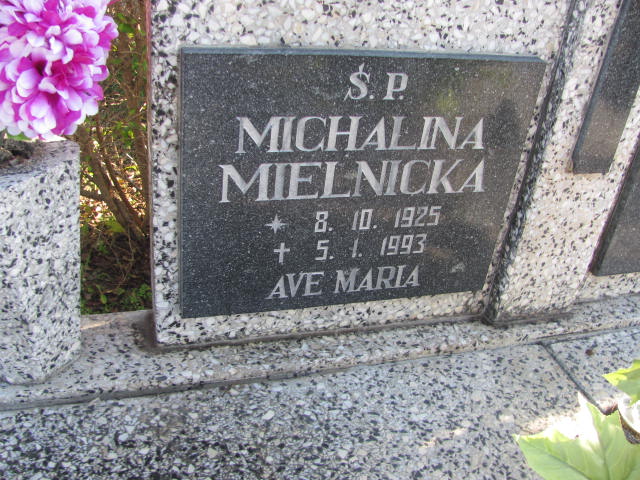 Ś.P.
MICHALINA
MIELNICKA
* 8. 10. 1925
+ 5. 1. 1993
AVE MARIA